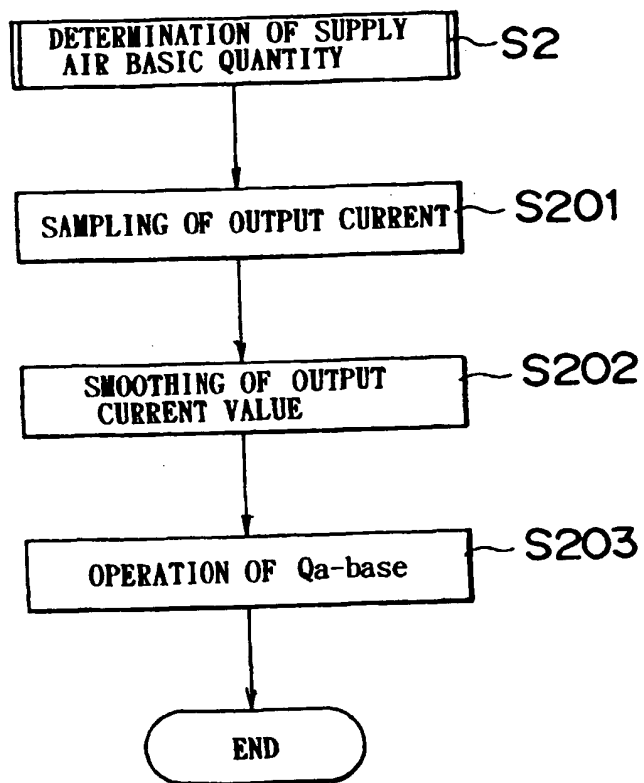 DETERMINATION OF SUPPLY
AIR BASIC QUANTITY
S2
SAMPLING OF OUTPUT CURRENT
S201
SMOOTHING OF OUTPUT
CURRENT VALUE
S202
OPERATION OF Qa-base
S203
END